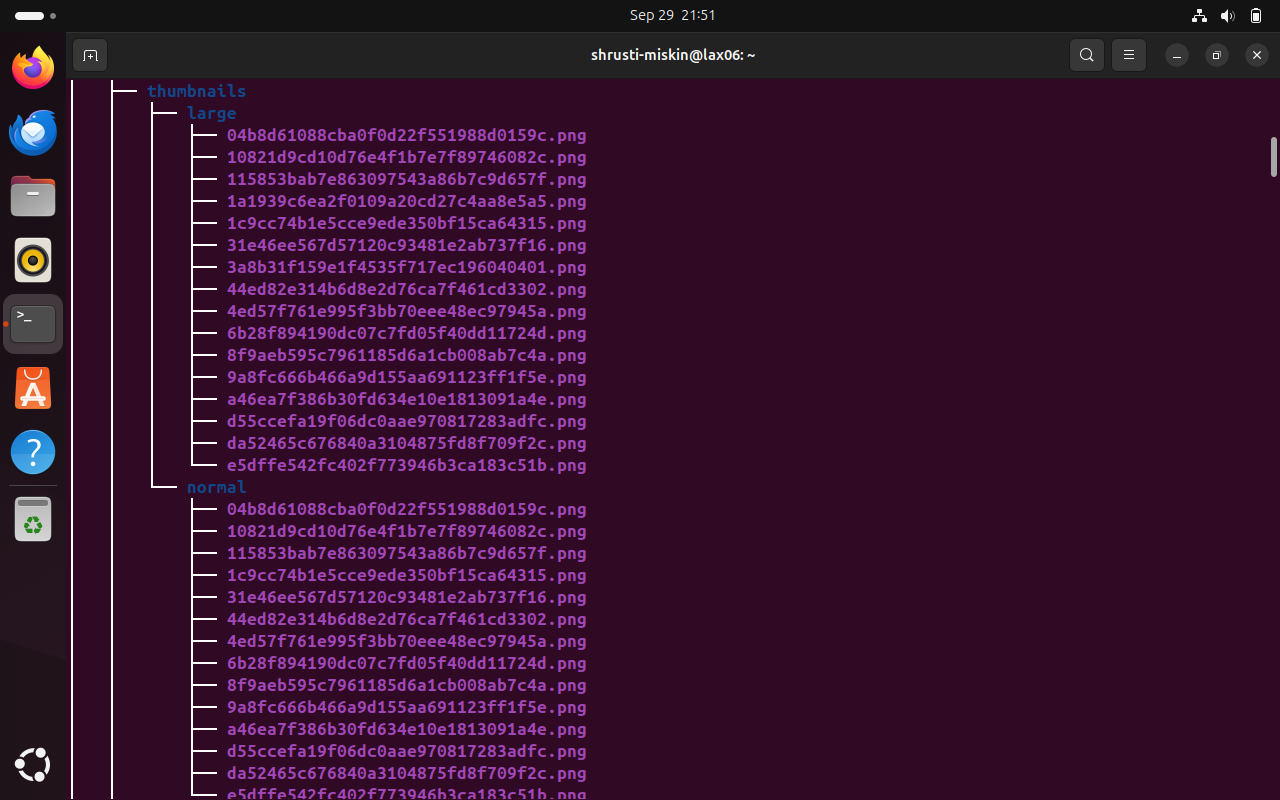 Sep 29 21:51
shrusti-miskin@lax06: ~
thumbnails
large
04b8d61088cba0f0d22f551988d0159c.png
10821d9cd10d76e4f1b7e7f89746082c.png
115853bab7e863097543a86b7c9d657f.png
1a1939c6ea2f0109a20cd27c4aa8e5a5.png
1c9cc74b1e5cce9ede350bf15ca64315.png
31e46ee567d57120c93481e2ab737f16.png
3a8b31f159e1f4535f717ec196040401.png
44ed82e314b6d8e2d76ca7f461cd3302.png
4ed57f761e995f3bb70eee48ec97945a.png
6b28f894190dc07c7fd05f40dd11724d.png
8f9aeb595c7961185d6a1cb008ab7c4a.png
9a8fc666b466a9d155aa691123ff1f5e.png
a46ea7f386b30fd634e10e1813091a4e.png
d55ccefa19f06dc0aae970817283adfc.png
da52465c676840a3104875fd8f709f2c.png
e5dffe542fc402f773946b3ca183c51b.png
normal
04b8d61088cba0f0d22f551988d0159c.png
10821d9cd10d76e4f1b7e7f89746082c.png
115853bab7e863097543a86b7c9d657f.png
1c9cc74b1e5cce9ede350bf15ca64315.png
31e46ee567d57120c93481e2ab737f16.png
44ed82e314b6d8e2d76ca7f461cd3302.png
4ed57f761e995f3bb70eee48ec97945a.png
6b28f894190dc07c7fd05f40dd11724d.png
8f9aeb595c7961185d6a1cb008ab7c4a.png
9a8fc666b466a9d155aa691123ff1f5e.png
a46ea7f386b30fd634e10e1813091a4e.png
d55ccefa19f06dc0aae970817283adfc.png
da52465c676840a3104875fd8f709f2c.png
e5dffe542fc402f773946b3ca183c51b.png